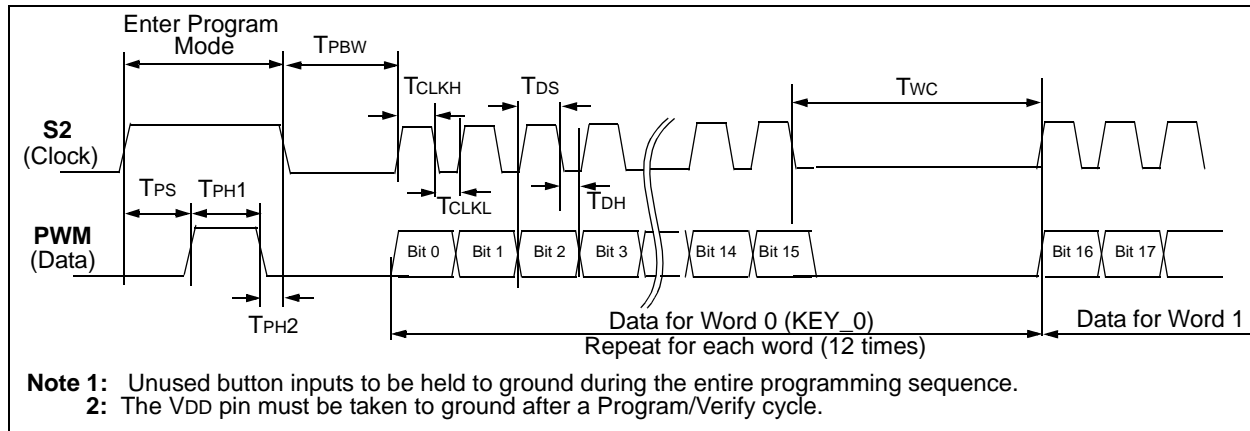 Enter Program
Mode
TPBW
TCLKH
TDS
TWC
S2
(Clock)
TPS
TPH1
TCLKL
TDH
PWM
(Data)
Bit 0
Bit 1
Bit 2
Bit 3
Bit 14
Bit 15
Bit 16
Bit 17
TPH2
Data for Word 0 (KEY_0)
Data for Word 1
Repeat for each word (12 times)
Note 1: Unused button inputs to be held to ground during the entire programming sequence.
2: The VDD pin must be taken to ground after a Program/Verify cycle.